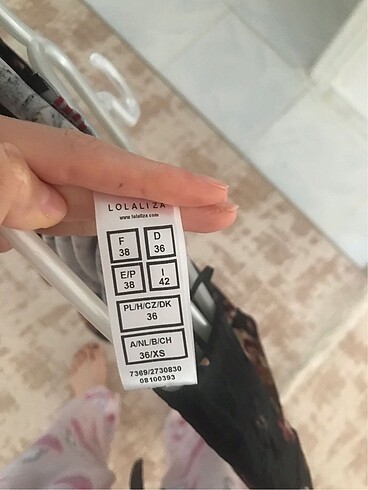 LOLALIZA
www.lolaliza.com
F D
38 36
E/P I
38 42
PL/H/CZ/DK
36
A/NL/B/CH
36/XS
7369/2730830
08100393